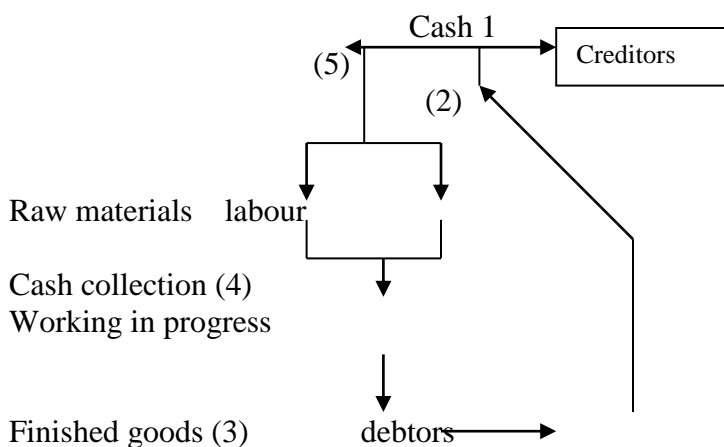 Cash 1
Creditors
(5)
(2)
Raw materials labour
Cash collection (4)
Working in progress
Finished goods (3) debtors